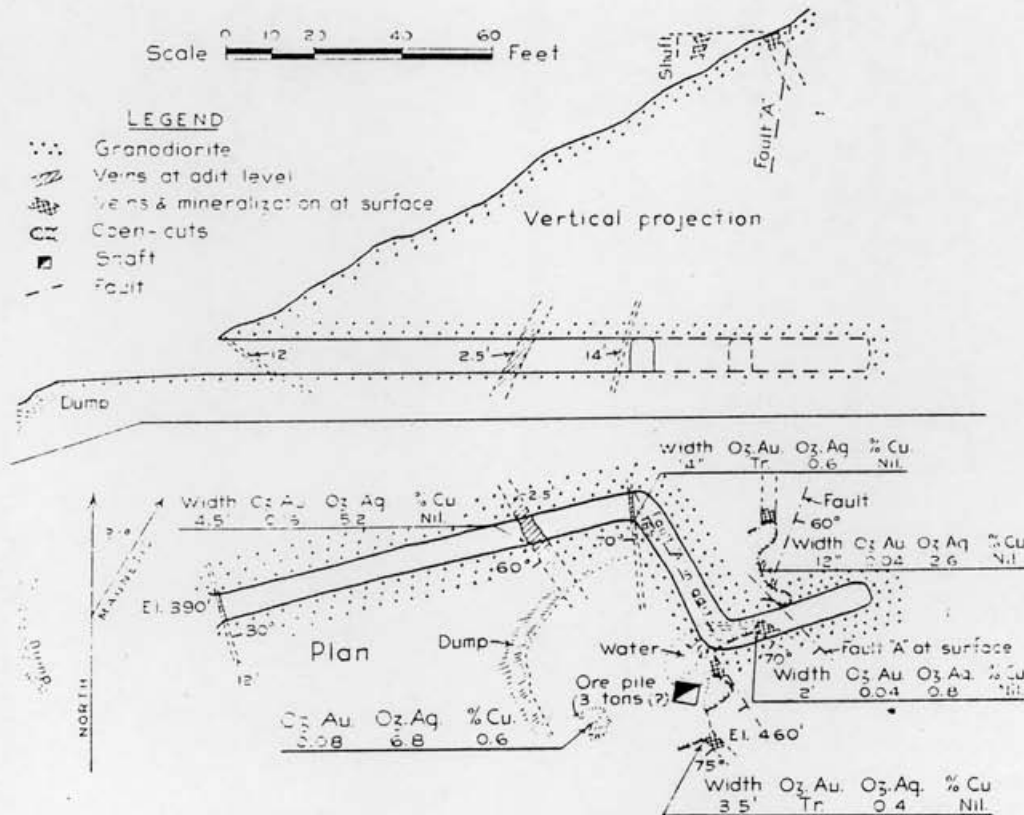 Scale 0 10 20 40 60 Feet
LEGEND
Granodiorite
Veins at adit level
Veins & mineralization at surface
Open-cuts
Shaft
Fault
Shaft
Fault "A"
Vertical projection
12
2.5'
14"
Dump
Width Oz. Au. Oz. Ag. % Cu.
Tr. 0.6 Nil.
Width Oz. Au. Oz. Ag. % Cu.
4.5' 5.2 Nil.
2.5
70°
Fault
60°
Width Oz. Au. Oz. Ag. % Cu.
12" 0.04 2.6 Nil.
MAGNETIC
NORTH
El. 390'
60°
30°
12'
Plan
Dump
Dump
Water
Fault "A" at surface
70°
Ore pile
(3 tons (?)
Width Oz. Au. Oz. Ag. % Cu.
2' 0.04 0.8 Nil.
Oz. Au. Oz. Ag. % Cu.
0.08 6.8 0.6
El. 460'
75°
Width Oz. Au. Oz. Ag. % Cu.
3.5' Tr. 0.4 Nil.